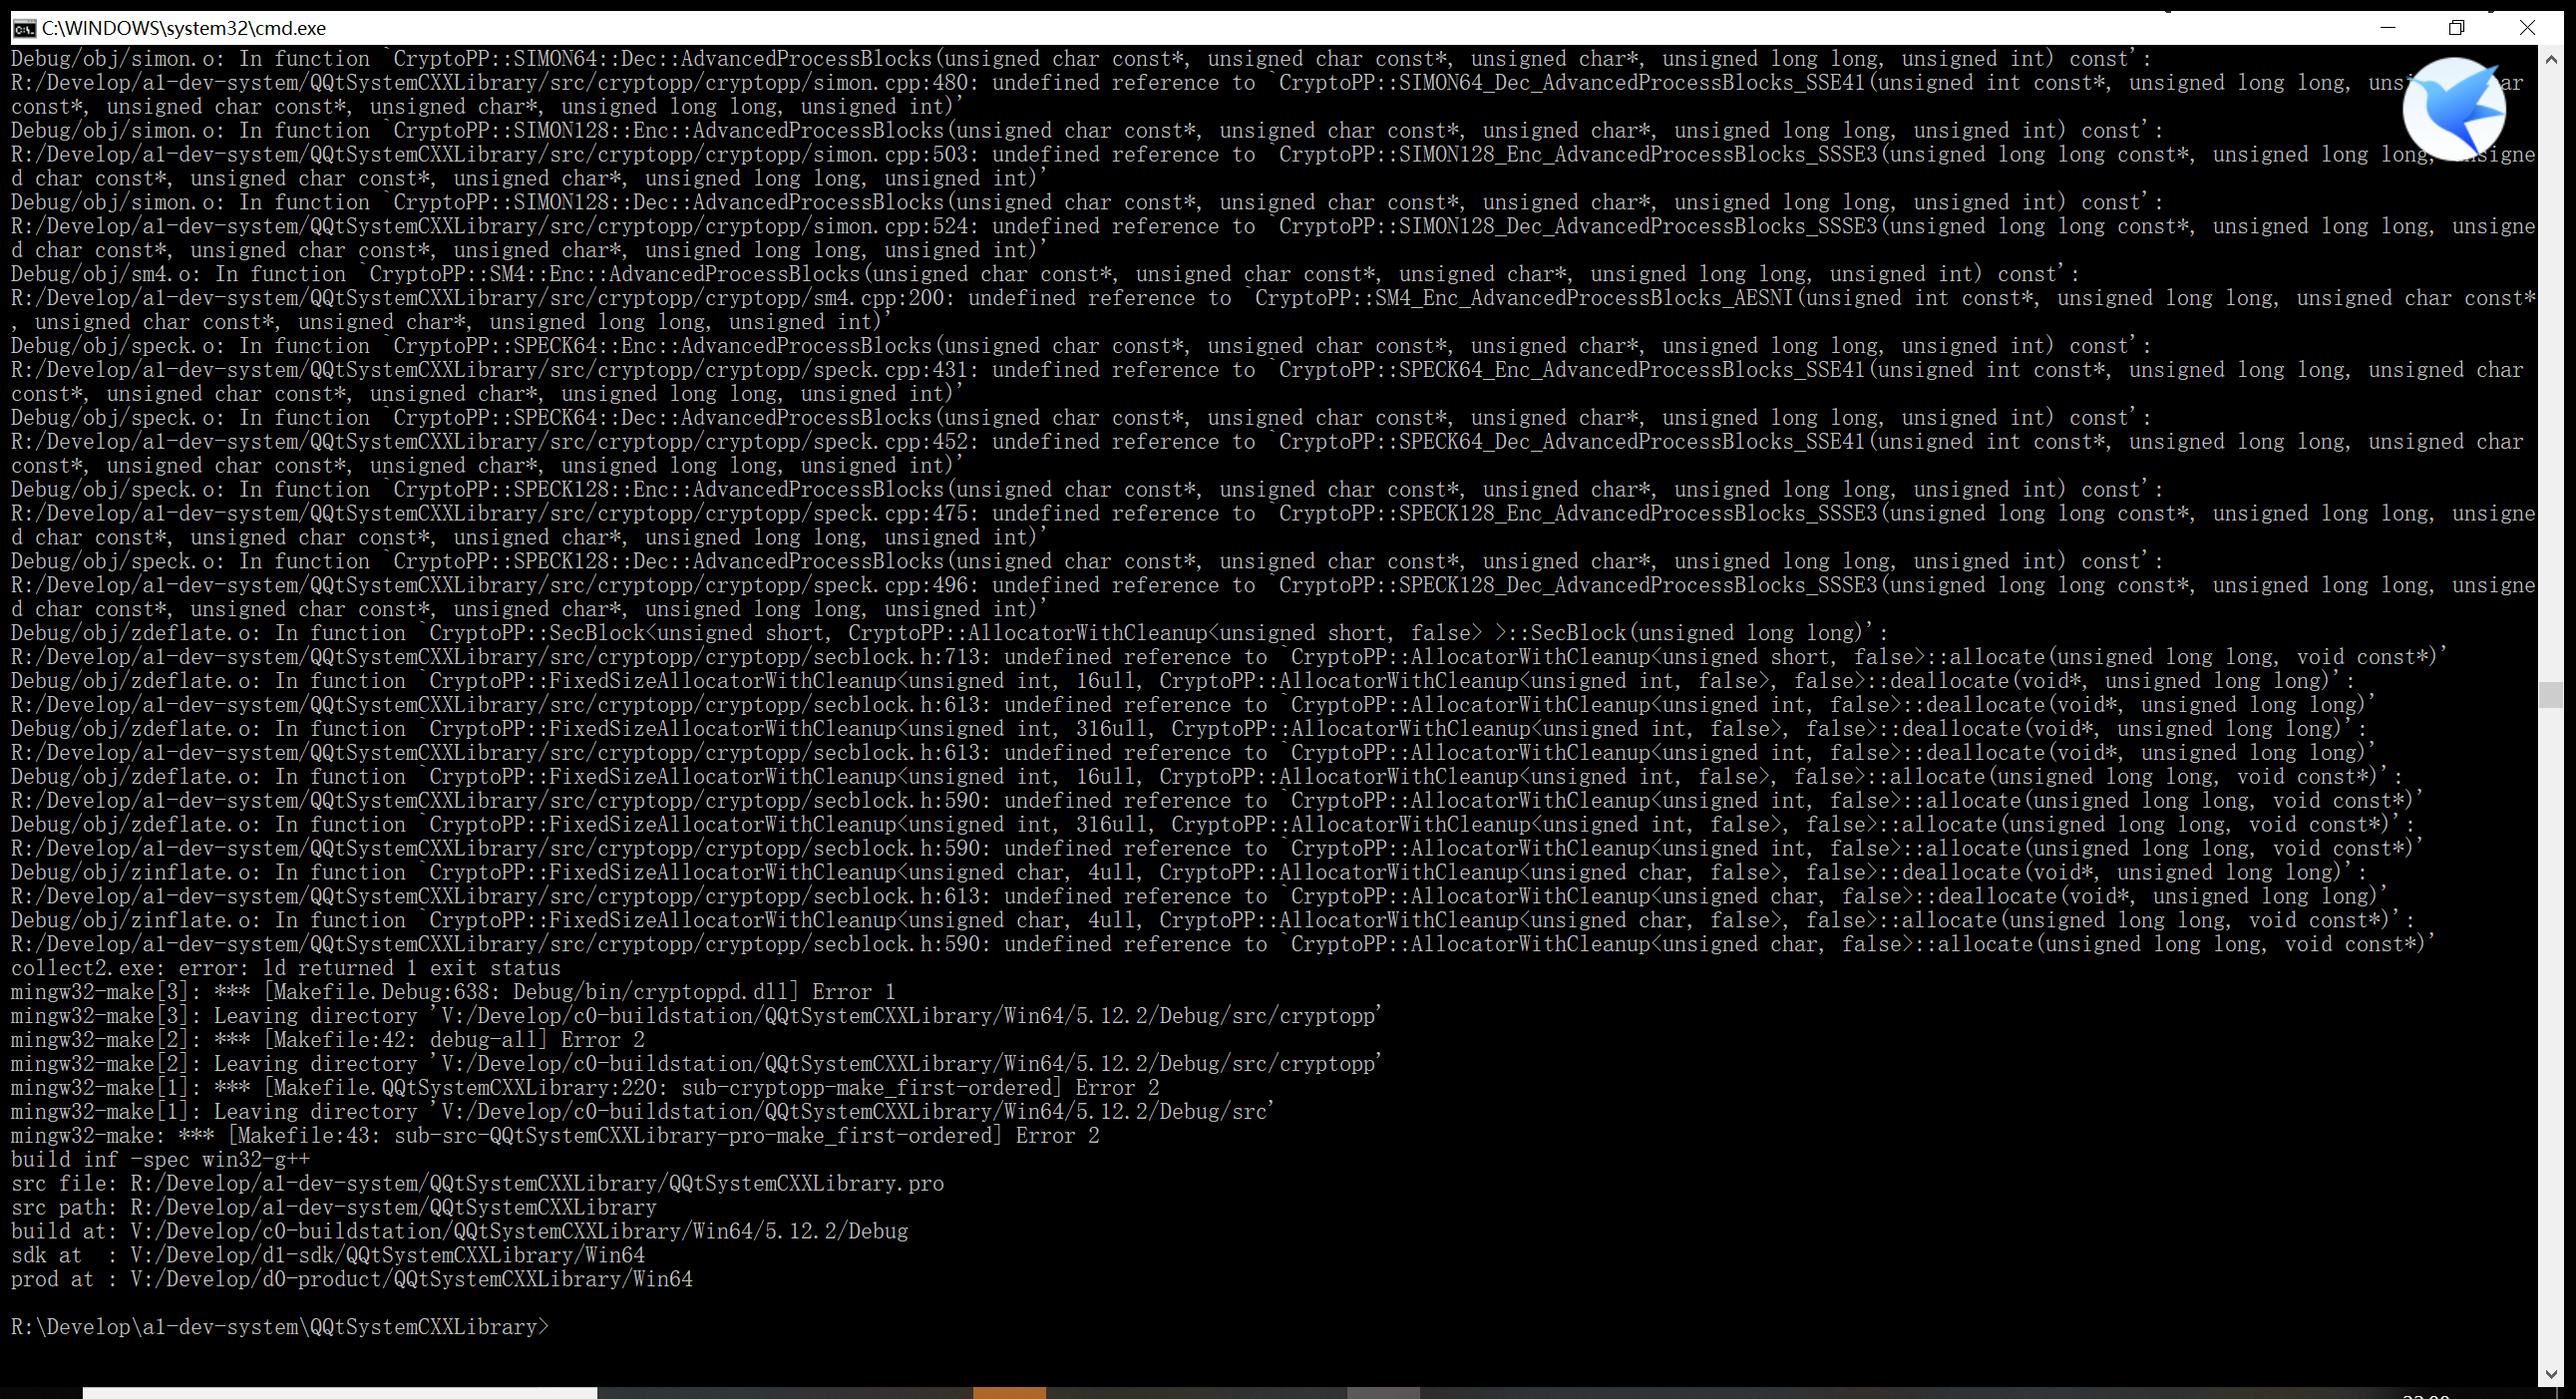 C:\WINDOWS\system32\cmd.exe
Debug/obj/simon.o: In function `CryptoPP::SIMON64::Dec::AdvancedProcessBlocks(unsigned char const*, unsigned char const*, unsigned char*, unsigned long long, unsigned int) const':
R:/Develop/a1-dev-system/QQtSystemCXXLibrary/src/cryptopp/cryptopp/simon.cpp:480: undefined reference to `CryptoPP::SIMON64_Dec_AdvancedProcessBlocks_SSE41(unsigned int const*, unsigned long long,
const*, unsigned char const*, unsigned char*, unsigned long long, unsigned int)'
Debug/obj/simon.o: In function `CryptoPP::SIMON128::Enc::AdvancedProcessBlocks(unsigned char const*, unsigned char const*, unsigned char*, unsigned long long, unsigned int) const':
R:/Develop/a1-dev-system/QQtSystemCXXLibrary/src/cryptopp/cryptopp/simon.cpp:503: undefined reference to `CryptoPP::SIMON128_Enc_AdvancedProcessBlocks_SSSE3(unsigned long long const*, unsigned long long,
d char const*, unsigned char const*, unsigned char*, unsigned long long, unsigned int)'
Debug/obj/simon.o: In function `CryptoPP::SIMON128::Dec::AdvancedProcessBlocks(unsigned char const*, unsigned char const*, unsigned char*, unsigned long long, unsigned int) const':
R:/Develop/a1-dev-system/QQtSystemCXXLibrary/src/cryptopp/cryptopp/simon.cpp:524: undefined reference to `CryptoPP::SIMON128_Dec_AdvancedProcessBlocks_SSSE3(unsigned long long const*, unsigned long long, unsigne
d char const*, unsigned char const*, unsigned char*, unsigned long long, unsigned int)'
Debug/obj/sm4.o: In function `CryptoPP::SM4::Enc::AdvancedProcessBlocks(unsigned char const*, unsigned char const*, unsigned char*, unsigned long long, unsigned int) const':
R:/Develop/a1-dev-system/QQtSystemCXXLibrary/src/cryptopp/cryptopp/sm4.cpp:200: undefined reference to `CryptoPP::SM4_Enc_AdvancedProcessBlocks_AESNI(unsigned int const*, unsigned long long, unsigned char const*
, unsigned char const*, unsigned char*, unsigned long long, unsigned int)'
Debug/obj/speck.o: In function `CryptoPP::SPECK64::Enc::AdvancedProcessBlocks(unsigned char const*, unsigned char const*, unsigned char*, unsigned long long, unsigned int) const':
R:/Develop/a1-dev-system/QQtSystemCXXLibrary/src/cryptopp/cryptopp/speck.cpp:431: undefined reference to `CryptoPP::SPECK64_Enc_AdvancedProcessBlocks_SSE41(unsigned int const*, unsigned long long, unsigned char
const*, unsigned char const*, unsigned char*, unsigned long long, unsigned int)'
Debug/obj/speck.o: In function `CryptoPP::SPECK64::Dec::AdvancedProcessBlocks(unsigned char const*, unsigned char const*, unsigned char*, unsigned long long, unsigned int) const':
R:/Develop/a1-dev-system/QQtSystemCXXLibrary/src/cryptopp/cryptopp/speck.cpp:452: undefined reference to `CryptoPP::SPECK64_Dec_AdvancedProcessBlocks_SSE41(unsigned int const*, unsigned long long, unsigned char
const*, unsigned char const*, unsigned char*, unsigned long long, unsigned int)'
Debug/obj/speck.o: In function `CryptoPP::SPECK128::Enc::AdvancedProcessBlocks(unsigned char const*, unsigned char const*, unsigned char*, unsigned long long, unsigned int) const':
R:/Develop/a1-dev-system/QQtSystemCXXLibrary/src/cryptopp/cryptopp/speck.cpp:475: undefined reference to `CryptoPP::SPECK128_Enc_AdvancedProcessBlocks_SSSE3(unsigned long long const*, unsigned long long, unsigne
d char const*, unsigned char const*, unsigned char*, unsigned long long, unsigned int)'
Debug/obj/speck.o: In function `CryptoPP::SPECK128::Dec::AdvancedProcessBlocks(unsigned char const*, unsigned char const*, unsigned char*, unsigned long long, unsigned int) const':
R:/Develop/a1-dev-system/QQtSystemCXXLibrary/src/cryptopp/cryptopp/speck.cpp:496: undefined reference to `CryptoPP::SPECK128_Dec_AdvancedProcessBlocks_SSSE3(unsigned long long const*, unsigned long long, unsigne
d char const*, unsigned char const*, unsigned char*, unsigned long long, unsigned int)'
Debug/obj/zdeflate.o: In function `CryptoPP::SecBlock<unsigned short, CryptoPP::AllocatorWithCleanup<unsigned short, false> >::SecBlock(unsigned long long)':
R:/Develop/a1-dev-system/QQtSystemCXXLibrary/src/cryptopp/cryptopp/secblock.h:713: undefined reference to `CryptoPP::AllocatorWithCleanup<unsigned short, false>::allocate(unsigned long long, void const*)'
Debug/obj/zdeflate.o: In function `CryptoPP::FixedSizeAllocatorWithCleanup<unsigned int, 16ull, CryptoPP::AllocatorWithCleanup<unsigned int, false>, false>::deallocate(void*, unsigned long long)':
R:/Develop/a1-dev-system/QQtSystemCXXLibrary/src/cryptopp/cryptopp/secblock.h:613: undefined reference to `CryptoPP::AllocatorWithCleanup<unsigned int, false>::deallocate(void*, unsigned long long)'
Debug/obj/zdeflate.o: In function `CryptoPP::FixedSizeAllocatorWithCleanup<unsigned int, 316ull, CryptoPP::AllocatorWithCleanup<unsigned int, false>, false>::deallocate(void*, unsigned long long)':
R:/Develop/a1-dev-system/QQtSystemCXXLibrary/src/cryptopp/cryptopp/secblock.h:613: undefined reference to `CryptoPP::AllocatorWithCleanup<unsigned int, false>::deallocate(void*, unsigned long long)'
Debug/obj/zdeflate.o: In function `CryptoPP::FixedSizeAllocatorWithCleanup<unsigned int, 16ull, CryptoPP::AllocatorWithCleanup<unsigned int, false>, false>::allocate(unsigned long long, void const*)':
R:/Develop/a1-dev-system/QQtSystemCXXLibrary/src/cryptopp/cryptopp/secblock.h:590: undefined reference to `CryptoPP::AllocatorWithCleanup<unsigned int, false>::allocate(unsigned long long, void const*)'
Debug/obj/zdeflate.o: In function `CryptoPP::FixedSizeAllocatorWithCleanup<unsigned int, 316ull, CryptoPP::AllocatorWithCleanup<unsigned int, false>, false>::allocate(unsigned long long, void const*)':
R:/Develop/a1-dev-system/QQtSystemCXXLibrary/src/cryptopp/cryptopp/secblock.h:590: undefined reference to `CryptoPP::AllocatorWithCleanup<unsigned int, false>::allocate(unsigned long long, void const*)'
Debug/obj/zinflate.o: In function `CryptoPP::FixedSizeAllocatorWithCleanup<unsigned char, 4ull, CryptoPP::AllocatorWithCleanup<unsigned char, false>, false>::deallocate(void*, unsigned long long)':
R:/Develop/a1-dev-system/QQtSystemCXXLibrary/src/cryptopp/cryptopp/secblock.h:613: undefined reference to `CryptoPP::AllocatorWithCleanup<unsigned char, false>::deallocate(void*, unsigned long long)'
Debug/obj/zinflate.o: In function `CryptoPP::FixedSizeAllocatorWithCleanup<unsigned char, 4ull, CryptoPP::AllocatorWithCleanup<unsigned char, false>, false>::allocate(unsigned long long, void const*)':
R:/Develop/a1-dev-system/QQtSystemCXXLibrary/src/cryptopp/cryptopp/secblock.h:590: undefined reference to `CryptoPP::AllocatorWithCleanup<unsigned char, false>::allocate(unsigned long long, void const*)'
collect2.exe: error: ld returned 1 exit status
mingw32-make[3]: *** [Makefile.Debug:638: Debug/bin/cryptoppd.dll] Error 1
mingw32-make[3]: Leaving directory 'V:/Develop/c0-buildstation/QQtSystemCXXLibrary/Win64/5.12.2/Debug/src/cryptopp'
mingw32-make[2]: *** [Makefile:42: debug-all] Error 2
mingw32-make[2]: Leaving directory 'V:/Develop/c0-buildstation/QQtSystemCXXLibrary/Win64/5.12.2/Debug/src/cryptopp'
mingw32-make[1]: *** [Makefile.QQtSystemCXXLibrary:220: sub-cryptopp-make_first-ordered] Error 2
mingw32-make[1]: Leaving directory 'V:/Develop/c0-buildstation/QQtSystemCXXLibrary/Win64/5.12.2/Debug/src'
mingw32-make: *** [Makefile:43: sub-src-QQtSystemCXXLibrary-pro-make_first-ordered] Error 2
build inf -spec win32-g++
src file: R:/Develop/a1-dev-system/QQtSystemCXXLibrary/QQtSystemCXXLibrary.pro
src path: R:/Develop/a1-dev-system/QQtSystemCXXLibrary
build at: V:/Develop/c0-buildstation/QQtSystemCXXLibrary/Win64/5.12.2/Debug
sdk at  : V:/Develop/d1-sdk/QQtSystemCXXLibrary/Win64
prod at : V:/Develop/d0-product/QQtSystemCXXLibrary/Win64
R:\Develop\a1-dev-system\QQtSystemCXXLibrary>